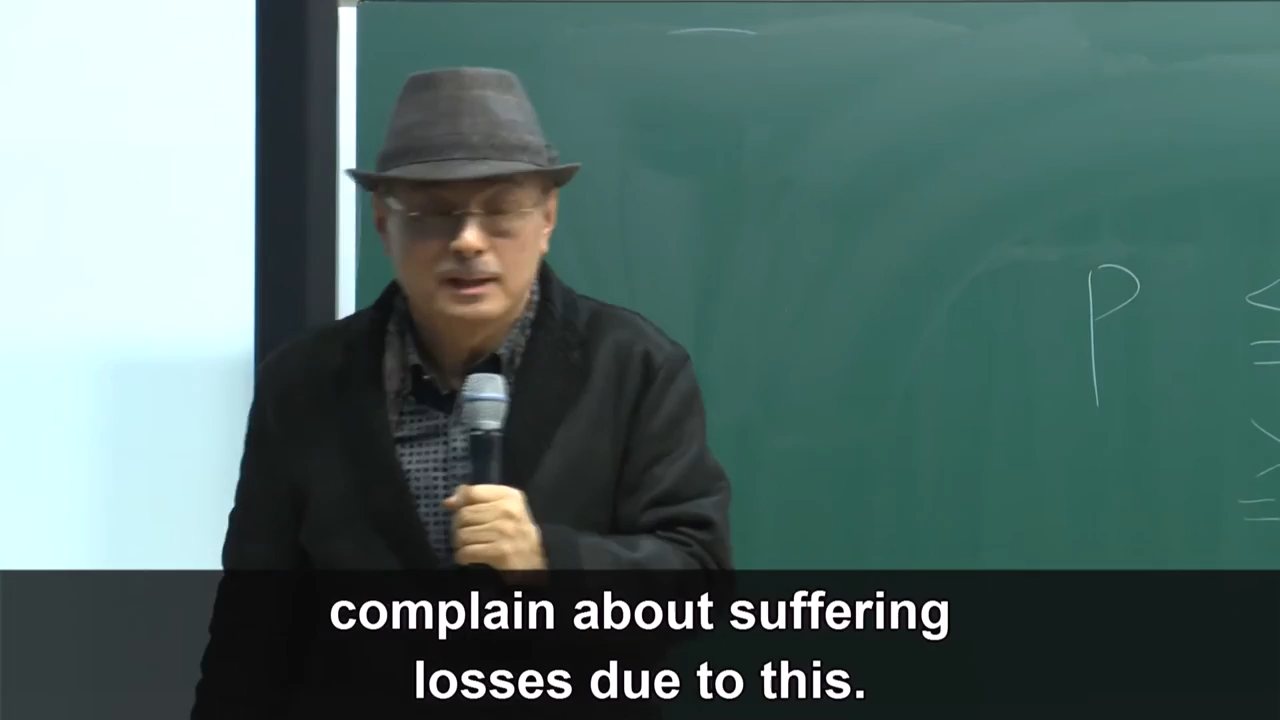 P <
=
>
=
complain about suffering
losses due to this.